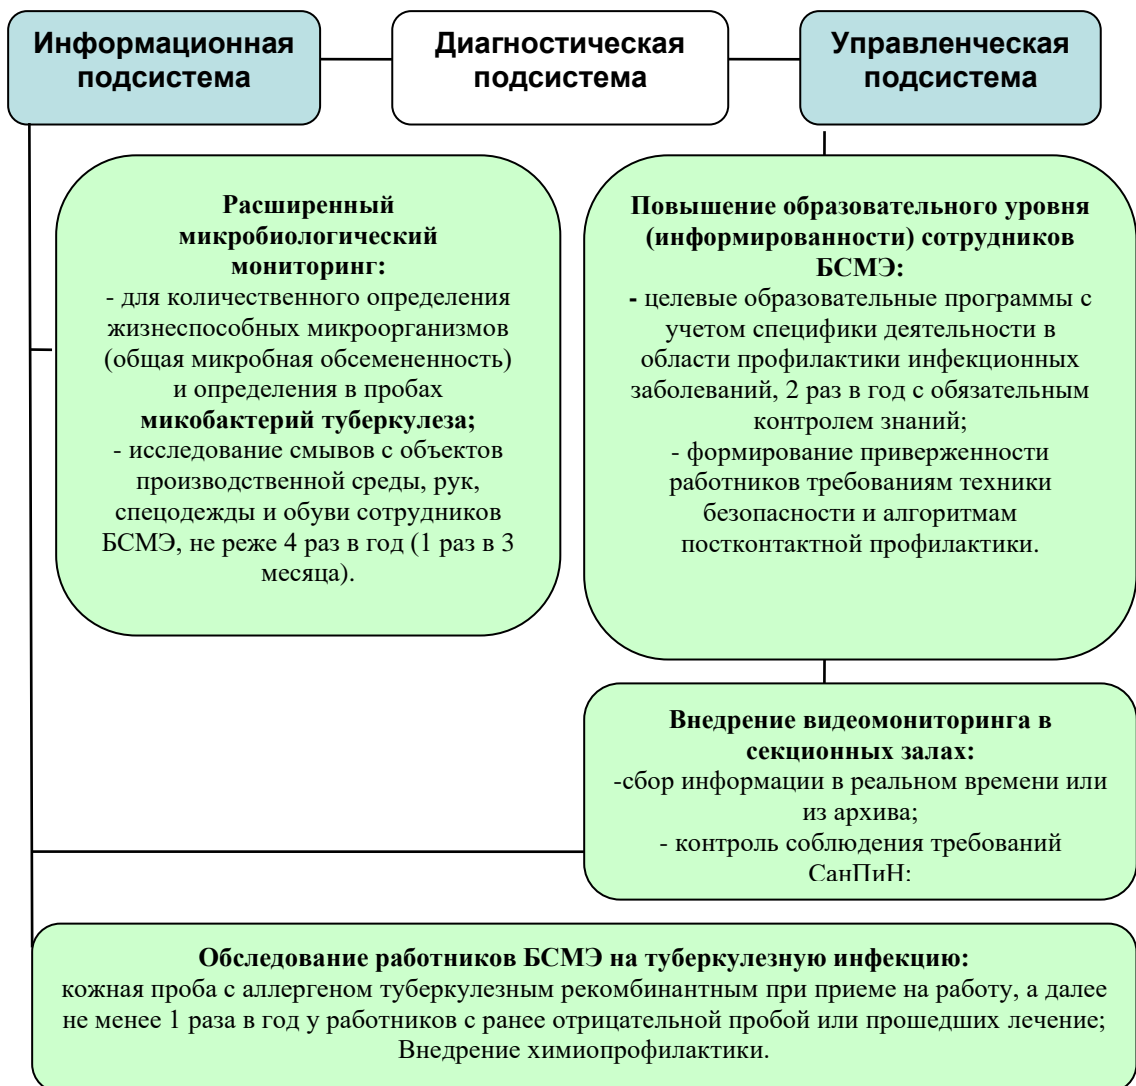 Информационная
подсистема
Диагностическая
подсистема
Управленческая
подсистема
Расширенный
микробиологический
мониторинг:
- для количественного определения
жизнеспособных микроорганизмов
(общая микробная обсемененность)
и определения в пробах
микобактерий туберкулеза;
- исследование смывов с объектов
производственной среды, рук,
спецодежды и обуви сотрудников
БСМЭ, не реже 4 раз в год (1 раз в 3
месяца).
Повышение образовательного уровня
(информированности) сотрудников
БСМЭ:
- целевые образовательные программы с
учетом специфики деятельности в
области профилактики инфекционных
заболеваний, 2 раз в год с обязательным
контролем знаний;
- формирование приверженности
работников требованиям техники
безопасности и алгоритмам
постконтактной профилактики.
Внедрение видеомониторинга в
секционных залах:
-сбор информации в реальном времени или
из архива;
- контроль соблюдения требований
СанПиН;
Обследование работников БСМЭ на туберкулезную инфекцию:
кожная проба с аллергеном туберкулезным рекомбинантным при приеме на работу, а далее
не менее 1 раза в год у работников с ранее отрицательной пробой или прошедших лечение;
Внедрение химиопрофилактики.